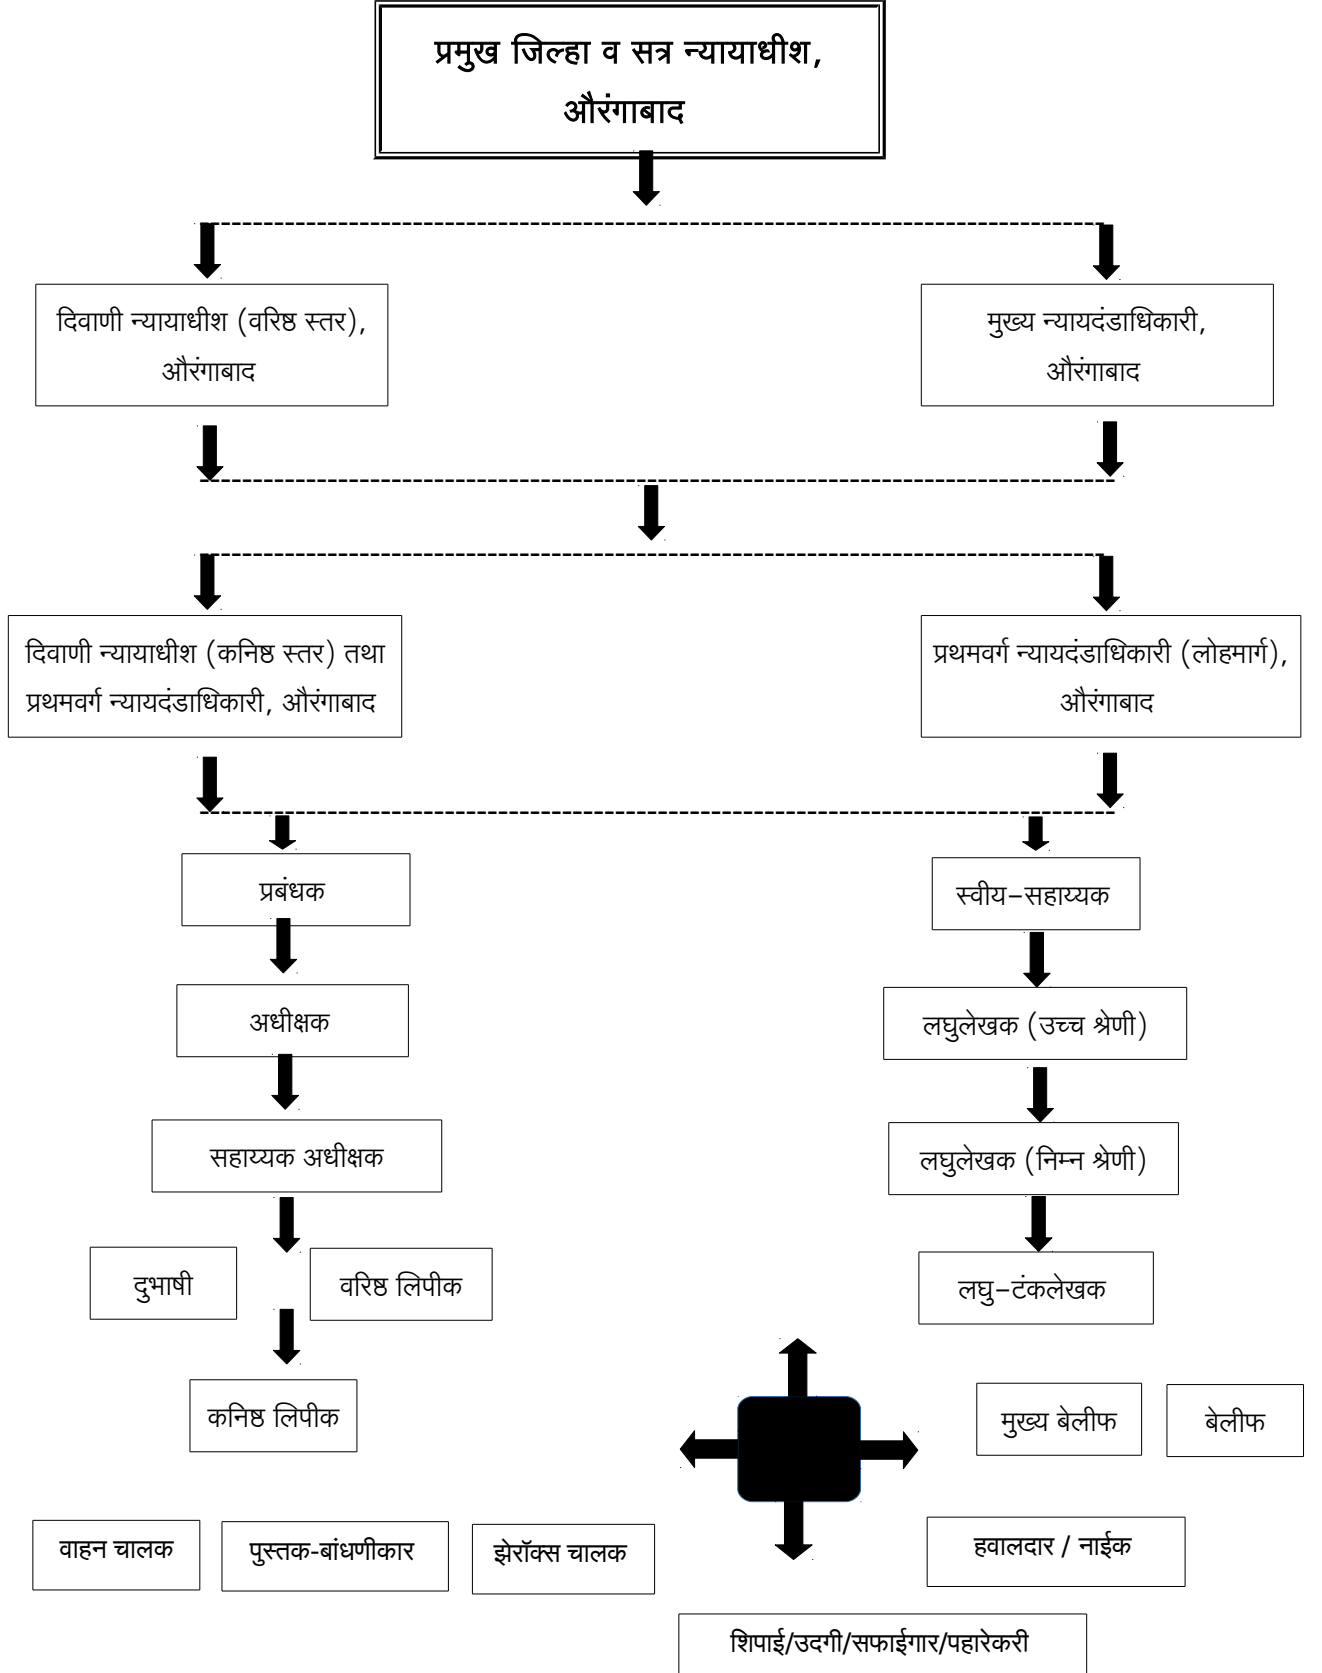 प्रमुख जिल्हा व सत्र न्यायाधीश,
औरंगाबाद
दिवाणी न्यायाधीश (वरिष्ठ स्तर),
औरंगाबाद
मुख्य न्यायदंडाधिकारी,
औरंगाबाद
दिवाणी न्यायाधीश (कनिष्ठ स्तर) तथा
प्रथमवर्ग न्यायदंडाधिकारी, औरंगाबाद
प्रथमवर्ग न्यायदंडाधिकारी (लोहमार्ग),
औरंगाबाद
प्रबंधक
स्वीय–सहाय्यक
अधीक्षक
लघुलेखक (उच्च श्रेणी)
सहाय्यक अधीक्षक
लघुलेखक (निम्न श्रेणी)
दुभाषी
वरिष्ठ लिपीक
लघु–टंकलेखक
कनिष्ठ लिपीक
मुख्य बेलीफ
बेलीफ
वाहन चालक
पुस्तक-बांधणीकार
झेरॉक्स चालक
हवालदार / नाईक
शिपाई/उदगी/सफाईगार/पहारेकरी